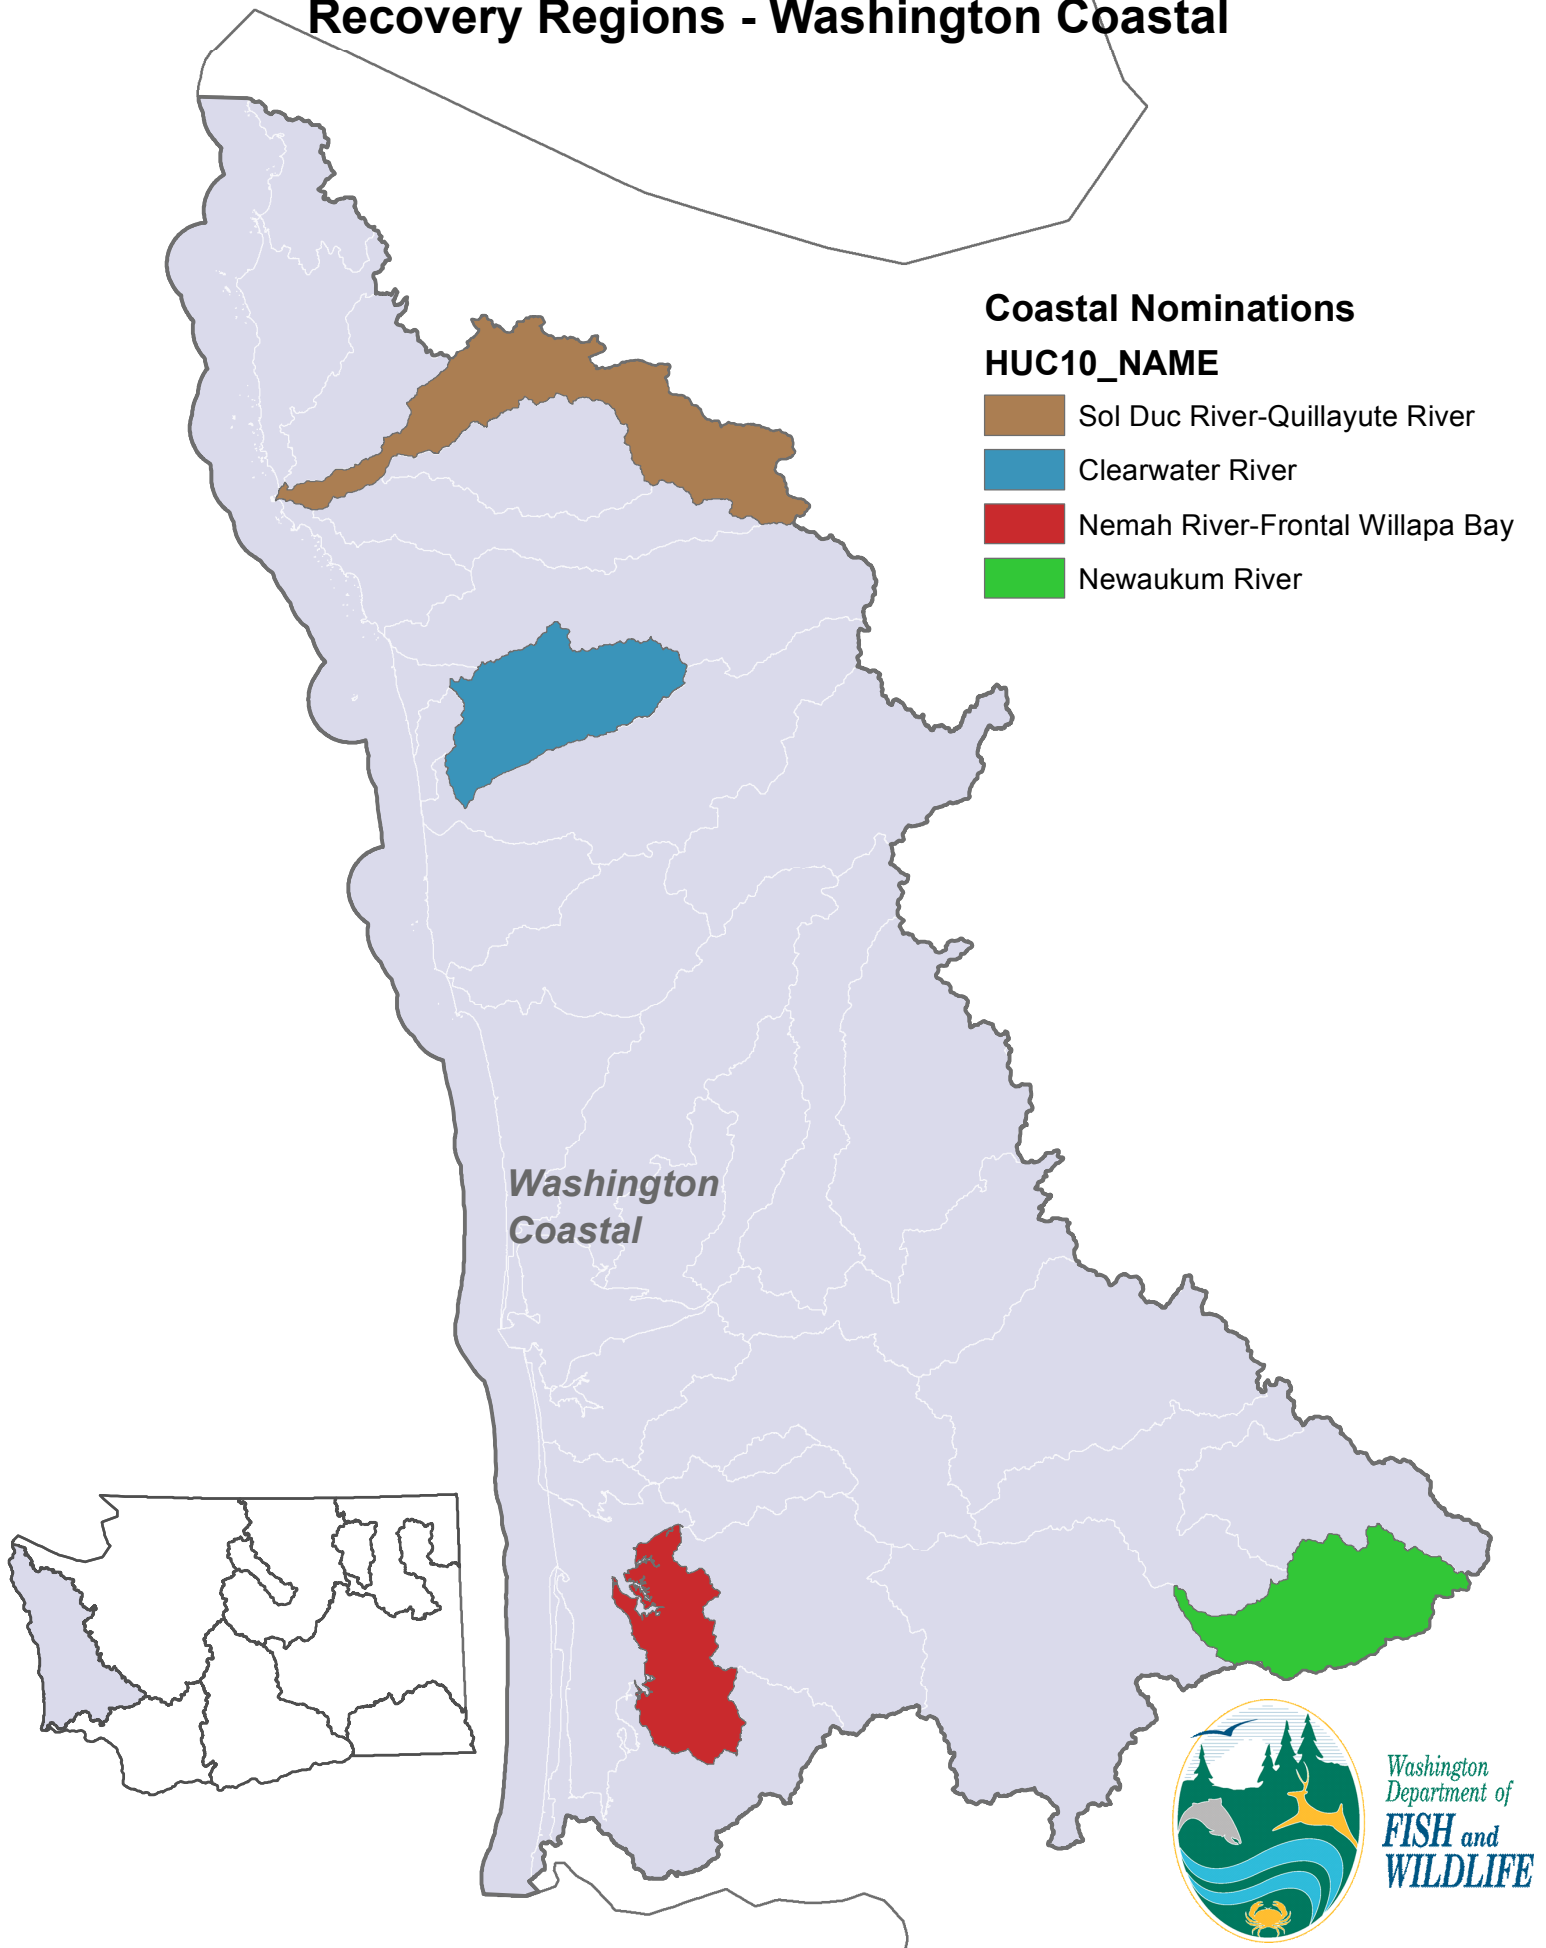 Recovery Regions - Washington Coastal
Coastal Nominations
HUC10_NAME
Sol Duc River-Quillayute River
Clearwater River
Nemah River-Frontal Willapa Bay
Newaukum River
Washington
Coastal
Washington
Department of
FISH and
WILDLIFE